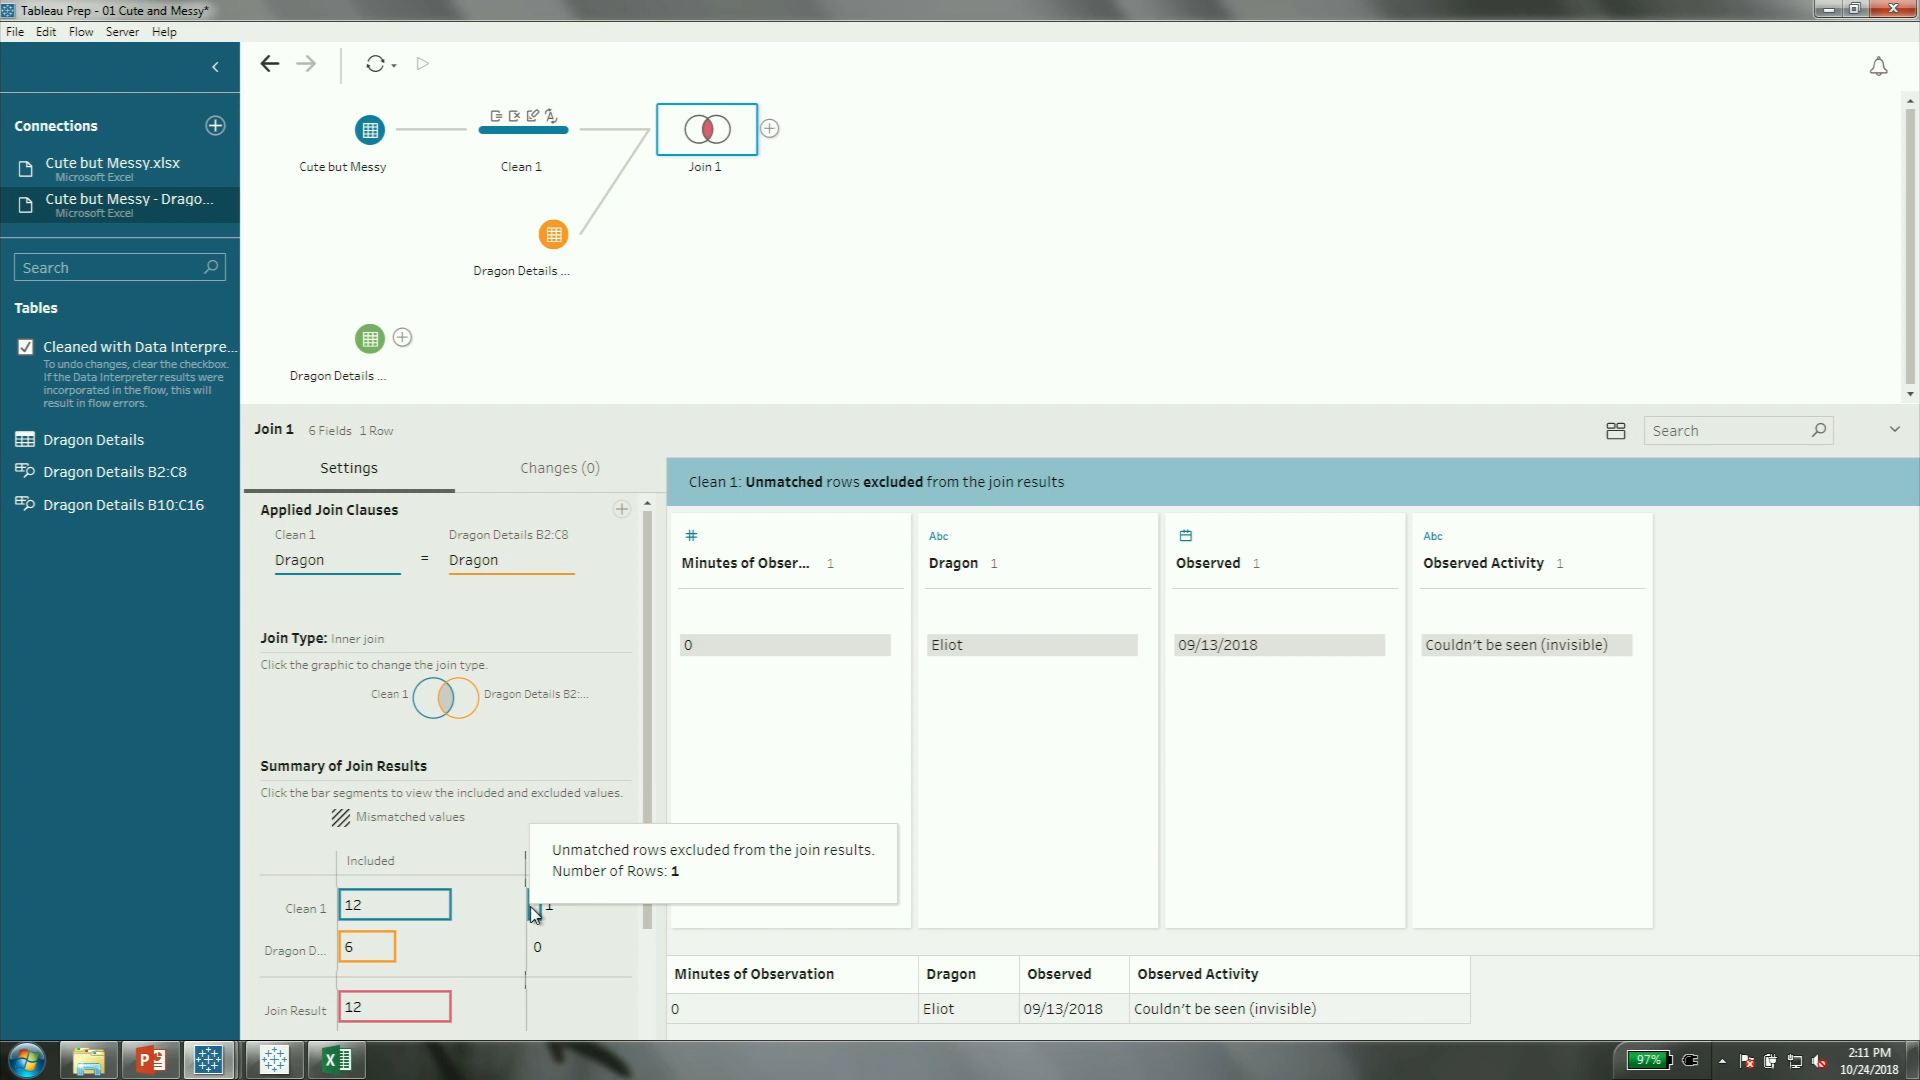 Tableau Prep - 01 Cute and Messy*
File Edit Flow Server Help
Connections
Cute but Messy.xlsx
Microsoft Excel
Cute but Messy - Drago...
Microsoft Excel
Search
Tables
Cleaned with Data Interpre...
To undo changes, clear the checkbox.
If the Data Interpreter results were
incorporated in the flow, this will
result in flow errors.
Dragon Details
Dragon Details B2:C8
Dragon Details B10:C16
Cute but Messy
Clean 1
Join 1
Dragon Details ...
Dragon Details ...
Join 1 6 Fields 1 Row
Search
Settings Changes (0)
Applied Join Clauses
Clean 1 Dragon Details B2:C8
Dragon = Dragon
Join Type: Inner join
Click the graphic to change the join type.
Clean 1 Dragon Details B2:...
Summary of Join Results
Click the bar segments to view the included and excluded values.
Mismatched values
Included
Clean 1 12 1
Dragon D... 6 0
Join Result 12
Unmatched rows excluded from the join results.
Number of Rows: 1
Clean 1: Unmatched rows excluded from the join results
# Abc Abc
Minutes of Obser... 1 Dragon 1 Observed 1 Observed Activity 1
0 Eliot 09/13/2018 Couldn't be seen (invisible)
Minutes of Observation Dragon Observed Observed Activity
0 Eliot 09/13/2018 Couldn't be seen (invisible)
97%
2:11 PM
10/24/2018